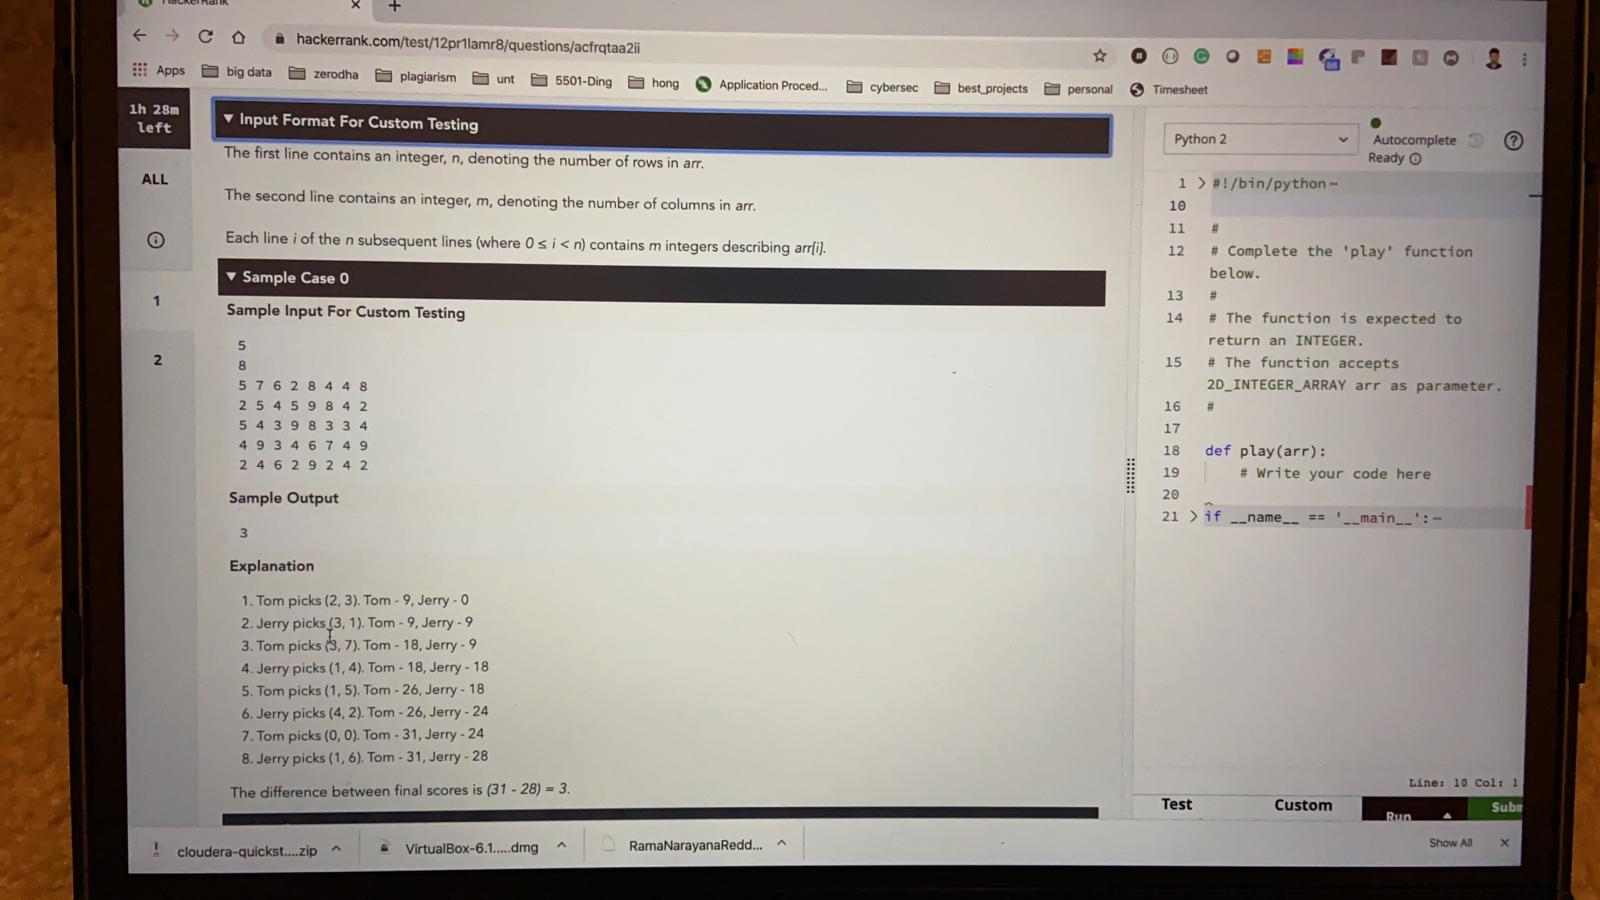 HackerRank
hackerrank.com/test/12pr1lamr8/questions/acfrqtaa2ii
Apps big data zerodha plagiarism unt 5501-Ding hong Application Proced... cybersec best_projects personal Timesheet
1h 28m
left
ALL
1
2
Input Format For Custom Testing
The first line contains an integer, n, denoting the number of rows in arr.
The second line contains an integer, m, denoting the number of columns in arr.
Each line i of the n subsequent lines (where 0 ≤ i < n) contains m integers describing arr[i].
Sample Case 0
Sample Input For Custom Testing
5
8
5 7 6 2 8 4 4 8
2 5 4 5 9 8 4 2
5 4 3 9 8 3 3 4
4 9 3 4 6 7 4 9
2 4 6 2 9 2 4 2
Sample Output
3
Explanation
1. Tom picks (2, 3). Tom - 9, Jerry - 0
2. Jerry picks (3, 1). Tom - 9, Jerry - 9
3. Tom picks (3, 7). Tom - 18, Jerry - 9
4. Jerry picks (1, 4). Tom - 18, Jerry - 18
5. Tom picks (1, 5). Tom - 26, Jerry - 18
6. Jerry picks (4, 2). Tom - 26, Jerry - 24
7. Tom picks (0, 0). Tom - 31, Jerry - 24
8. Jerry picks (1, 6). Tom - 31, Jerry - 28
The difference between final scores is (31 - 28) = 3.
Python 2
Autocomplete
Ready
1 #!/bin/python
10
11 #
12 # Complete the 'play' function
below.
13 #
14 # The function is expected to
return an INTEGER.
15 # The function accepts
2D_INTEGER_ARRAY arr as parameter.
16 #
17
18 def play(arr):
19 # Write your code here
20
21 if __name__ == '__main__':
Line: 10 Col: 1
Test Custom Run
cloudera-quickst....zip VirtualBox-6.1.....dmg RamaNarayanaRedd... Show All